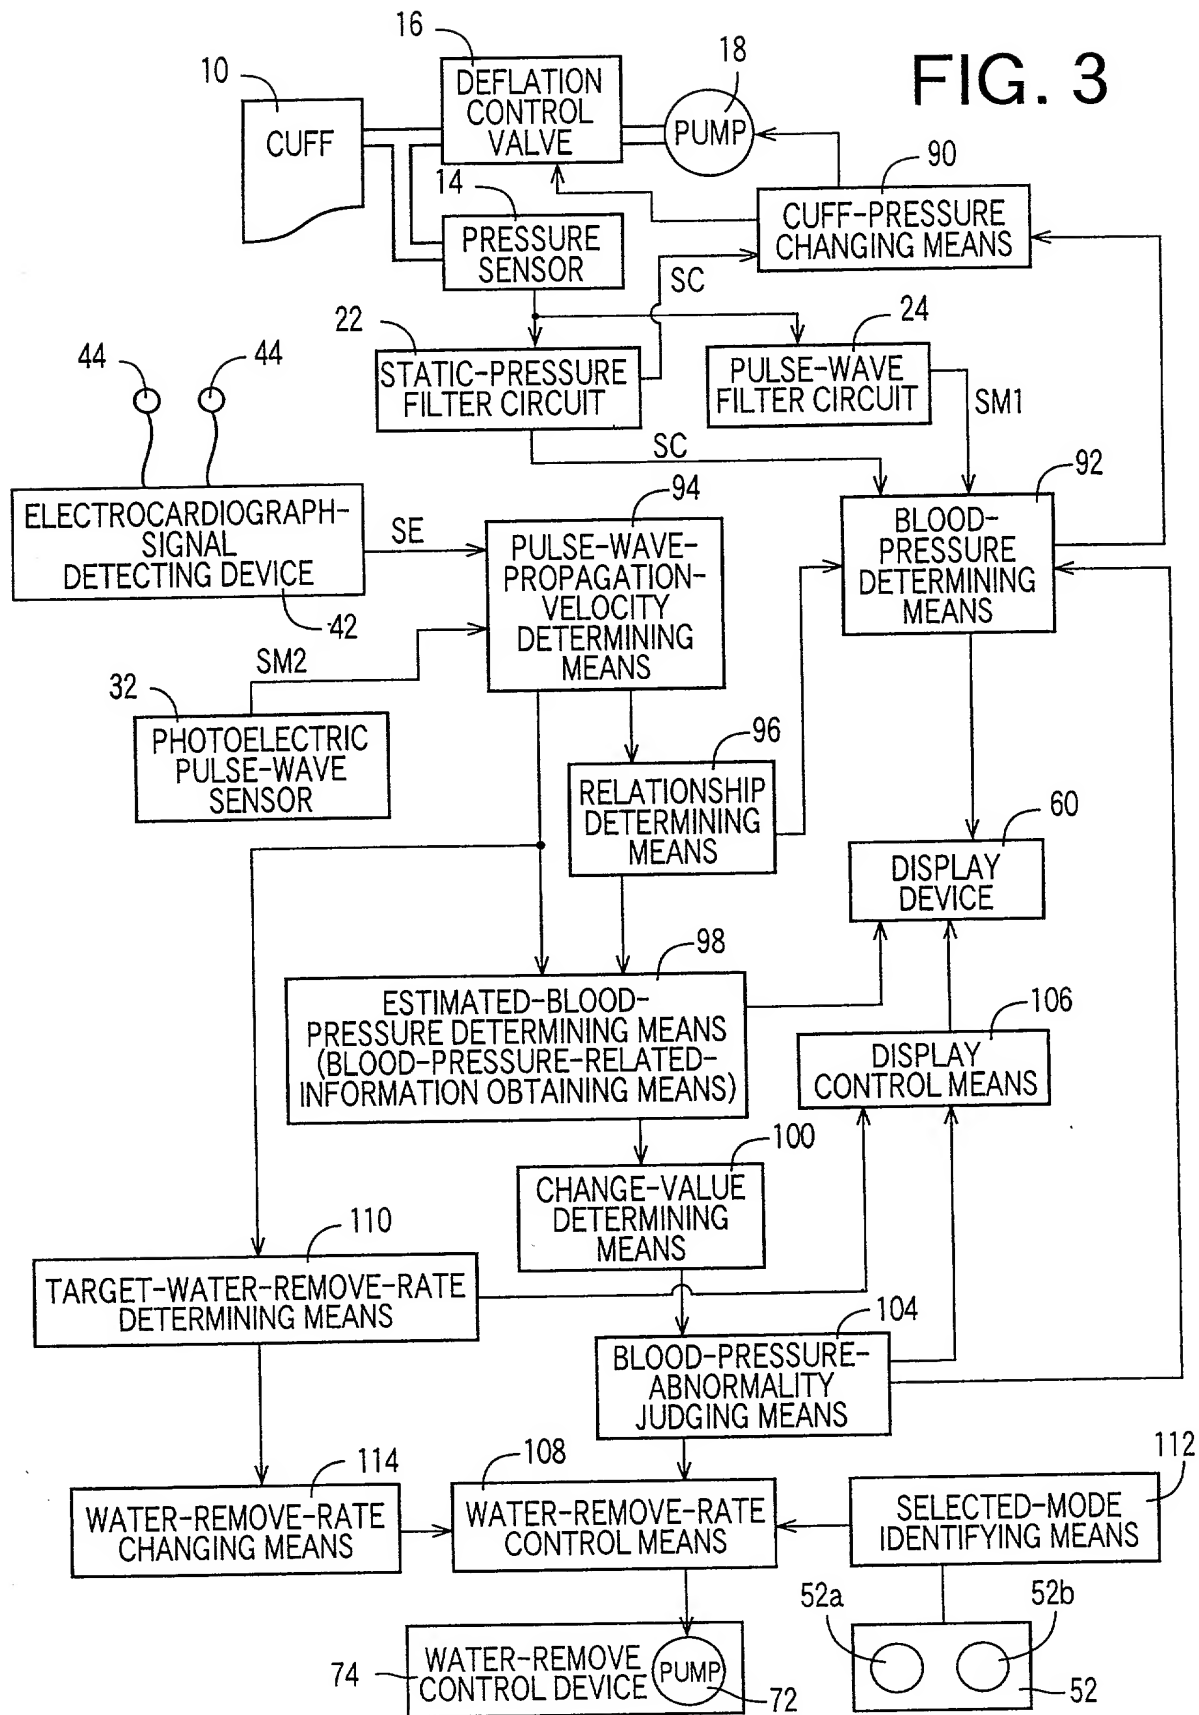 FIG. 3
16
10
18
DEFLATION
CONTROL
VALVE
CUFF
PUMP
90
14
CUFF-PRESSURE
CHANGING MEANS
PRESSURE
SENSOR
SC
22
24
44
44
STATIC-PRESSURE
FILTER CIRCUIT
PULSE-WAVE
FILTER CIRCUIT
SM1
SC
92
94
ELECTROCARDIOGRAPH-
SIGNAL
DETECTING DEVICE
42
SE
PULSE-WAVE-
PROPAGATION-
VELOCITY
DETERMINING
MEANS
BLOOD-
PRESSURE
DETERMINING
MEANS
SM2
32
PHOTOELECTRIC
PULSE-WAVE
SENSOR
96
RELATIONSHIP
DETERMINING
MEANS
60
DISPLAY
DEVICE
98
ESTIMATED-BLOOD-
PRESSURE DETERMINING MEANS
(BLOOD-PRESSURE-RELATED-
INFORMATION OBTAINING MEANS)
106
DISPLAY
CONTROL MEANS
100
CHANGE-VALUE
DETERMINING
MEANS
110
TARGET-WATER-REMOVE-RATE
DETERMINING MEANS
104
BLOOD-PRESSURE-
ABNORMALITY
JUDGING MEANS
114
WATER-REMOVE-RATE
CHANGING MEANS
108
WATER-REMOVE-RATE
CONTROL MEANS
112
SELECTED-MODE
IDENTIFYING MEANS
52a
52b
74
WATER-REMOVE
CONTROL DEVICE
PUMP
72
52